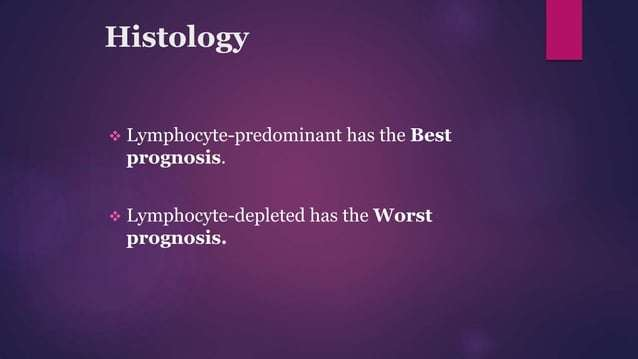 Histology
Lymphocyte-predominant has the Best
prognosis.
Lymphocyte-depleted has the Worst
prognosis.